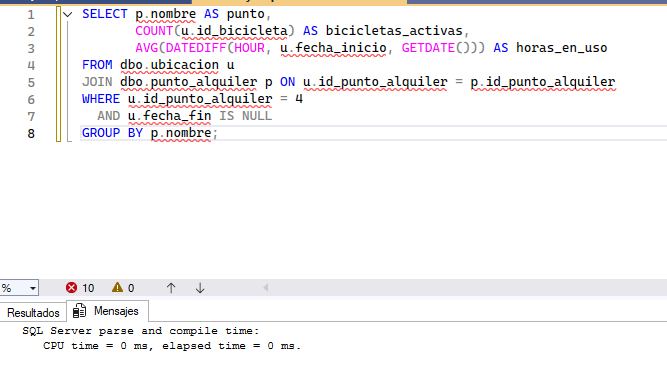 1 SELECT p.nombre AS punto,
2 COUNT(u.id_bicicleta) AS bicicletas_activas,
3 AVG(DATEDIFF(HOUR, u.fecha_inicio, GETDATE())) AS horas_en_uso
4 FROM dbo.ubicacion u
5 JOIN dbo.punto_alquiler p ON u.id_punto_alquiler = p.id_punto_alquiler
6 WHERE u.id_punto_alquiler = 4
7 AND u.fecha_fin IS NULL
8 GROUP BY p.nombre;
% 10 0
Resultados Mensajes
SQL Server parse and compile time:
CPU time = 0 ms, elapsed time = 0 ms.